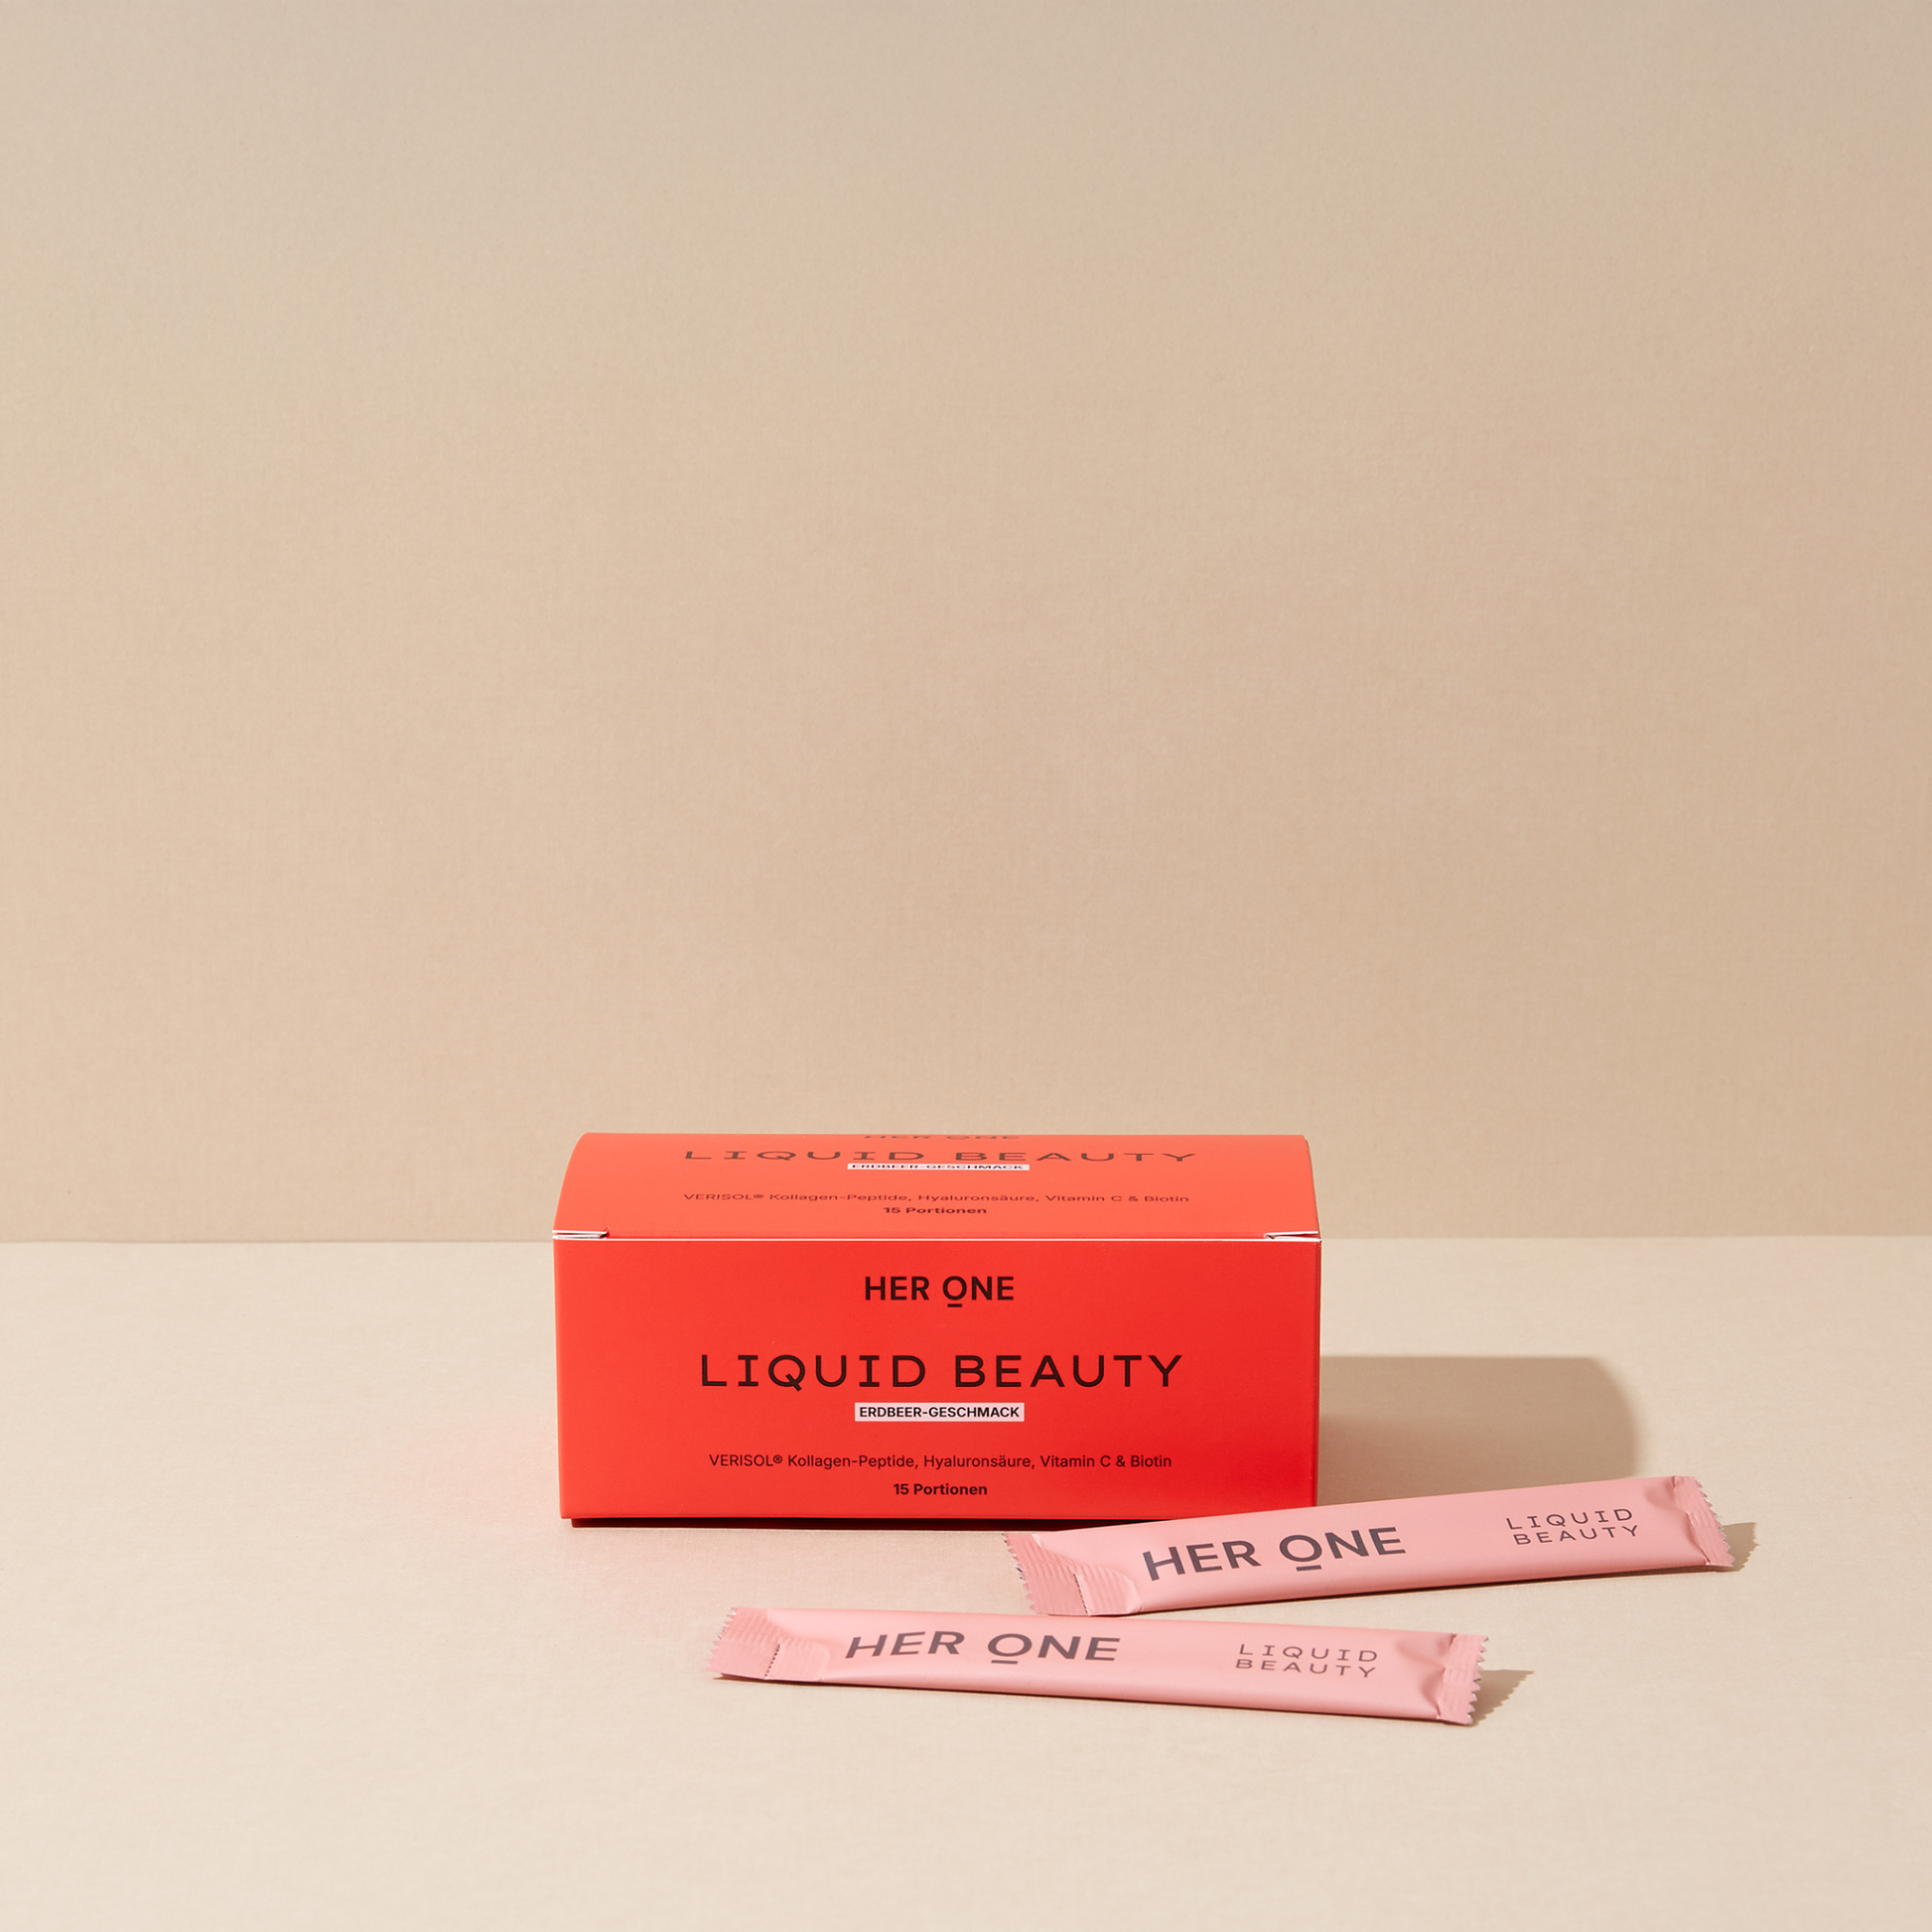 HER ONE
LIQUID BEAUTY
ERDBEER-GESCHMACK
VERISOL® Kollagen-Peptide, Hyaluronsäure, Vitamin C & Biotin
15 Portionen
HER ONE
LIQUID BEAUTY
ERDBEER-GESCHMACK
VERISOL® Kollagen-Peptide, Hyaluronsäure, Vitamin C & Biotin
15 Portionen
HER ONE
LIQUID
BEAUTY
HER ONE
LIQUID
BEAUTY